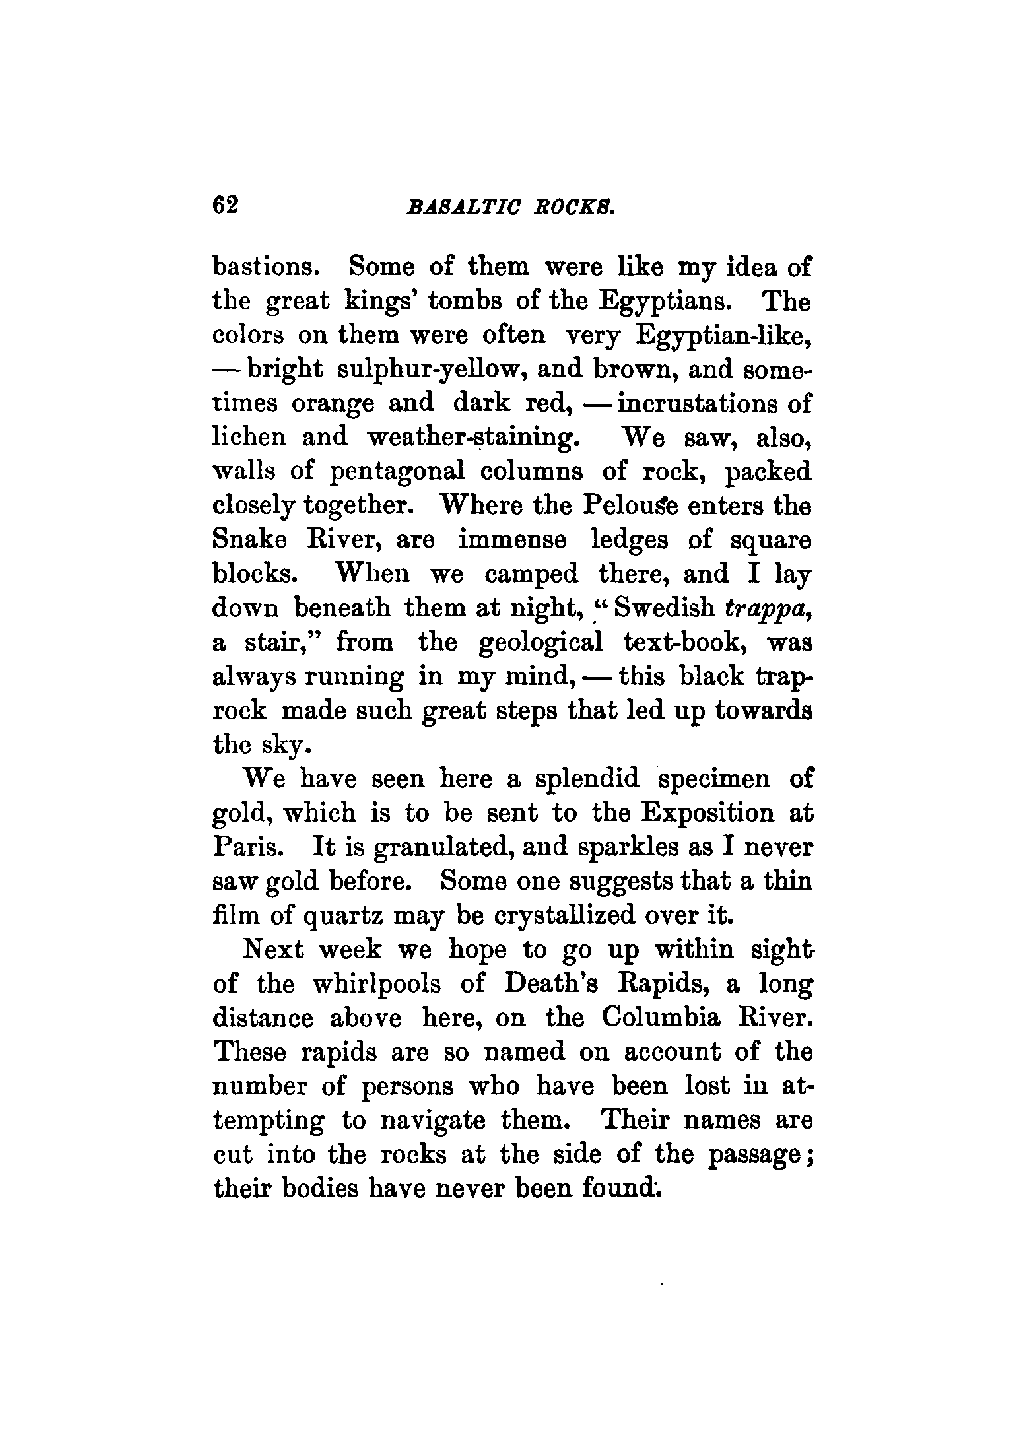 62 BASALTIC ROCKS.
bastions. Some of them were like my idea of
the great kings' tombs of the Egyptians. The
colors on them were often very Egyptian-like,
— bright sulphur-yellow, and brown, and some-
times orange and dark red, — incrustations of
lichen and weather-staining. We saw, also,
walls of pentagonal columns of rock, packed
closely together. Where the Pelouse enters the
Snake River, are immense ledges of square
blocks. When we camped there, and I lay
down beneath them at night, “Swedish trappa,
a stair,” from the geological text-book, was
always running in my mind, — this black trap-
rock made such great steps that led up towards
the sky.
We have seen here a splendid specimen of
gold, which is to be sent to the Exposition at
Paris. It is granulated, and sparkles as I never
saw gold before. Some one suggests that a thin
film of quartz may be crystallized over it.
Next week we hope to go up within sight
of the whirlpools of Death's Rapids, a long
distance above here, on the Columbia River.
These rapids are so named on account of the
number of persons who have been lost in at-
tempting to navigate them. Their names are
cut into the rocks at the side of the passage;
their bodies have never been found.